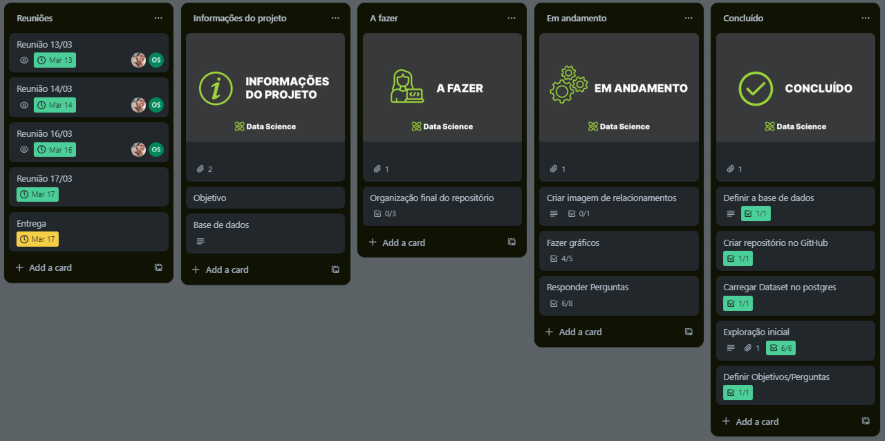 Reuniões
Reunião 13/03
Mar 13
OS
Reunião 14/03
Mar 14
OS
Reunião 16/03
Mar 16
OS
Reunião 17/03
Mar 17
Entrega
Mar 17
Add a card
Informações do projeto
INFORMAÇÕES
DO PROJETO
Data Science
2
Objetivo
Base de dados
Add a card
A fazer
A FAZER
Data Science
1
Organização final do repositório
0/3
Add a card
Em andamento
EM ANDAMENTO
Data Science
1
Criar imagem de relacionamentos
0/1
Fazer gráficos
4/5
Responder Perguntas
6/8
Add a card
Concluído
CONCLUÍDO
Data Science
1
Definir a base de dados
1/1
Criar repositório no GitHub
1/1
Carregar Dataset no postgres
1/1
Exploração inicial
1 6/6
Definir Objetivos/Perguntas
1/1
Add a card